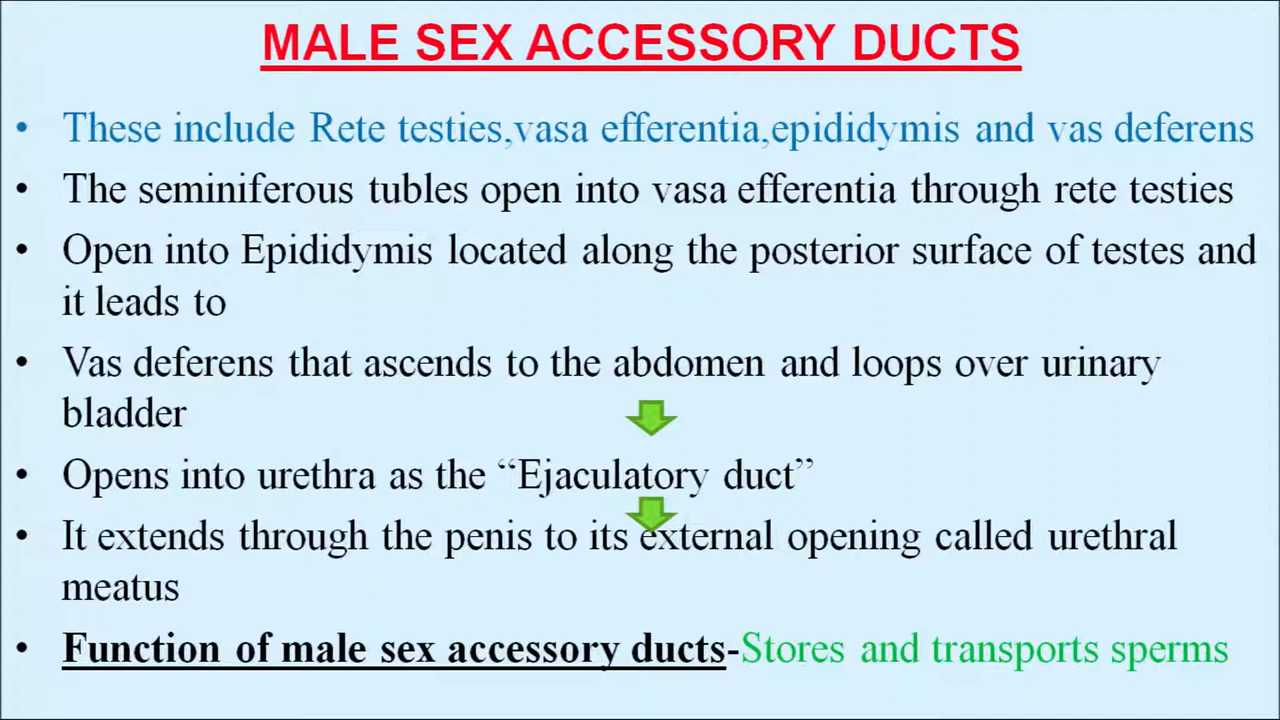 MALE SEX ACCESSORY DUCTS
• These include Rete testies,vasa efferentia,epididymis and vas deferens
• The seminiferous tubles open into vasa efferentia through rete testies
• Open into Epididymis located along the posterior surface of testes and
it leads to
• Vas deferens that ascends to the abdomen and loops over urinary
bladder
• Opens into urethra as the “Ejaculatory duct”
• It extends through the penis to its external opening called urethral
meatus
• Function of male sex accessory ducts-Stores and transports sperms